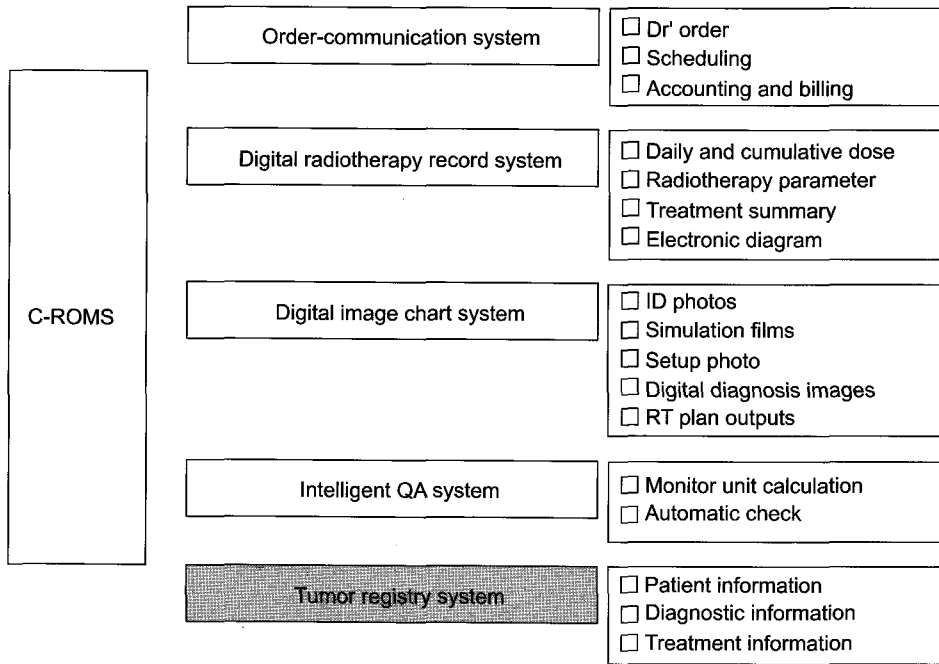 C-ROMS
Order-communication system
☐ Dr' order
☐ Scheduling
☐ Accounting and billing
Digital radiotherapy record system
☐ Daily and cumulative dose
☐ Radiotherapy parameter
☐ Treatment summary
☐ Electronic diagram
Digital image chart system
☐ ID photos
☐ Simulation films
☐ Setup photo
☐ Digital diagnosis images
☐ RT plan outputs
Intelligent QA system
☐ Monitor unit calculation
☐ Automatic check
Tumor registry system
☐ Patient information
☐ Diagnostic information
☐ Treatment information